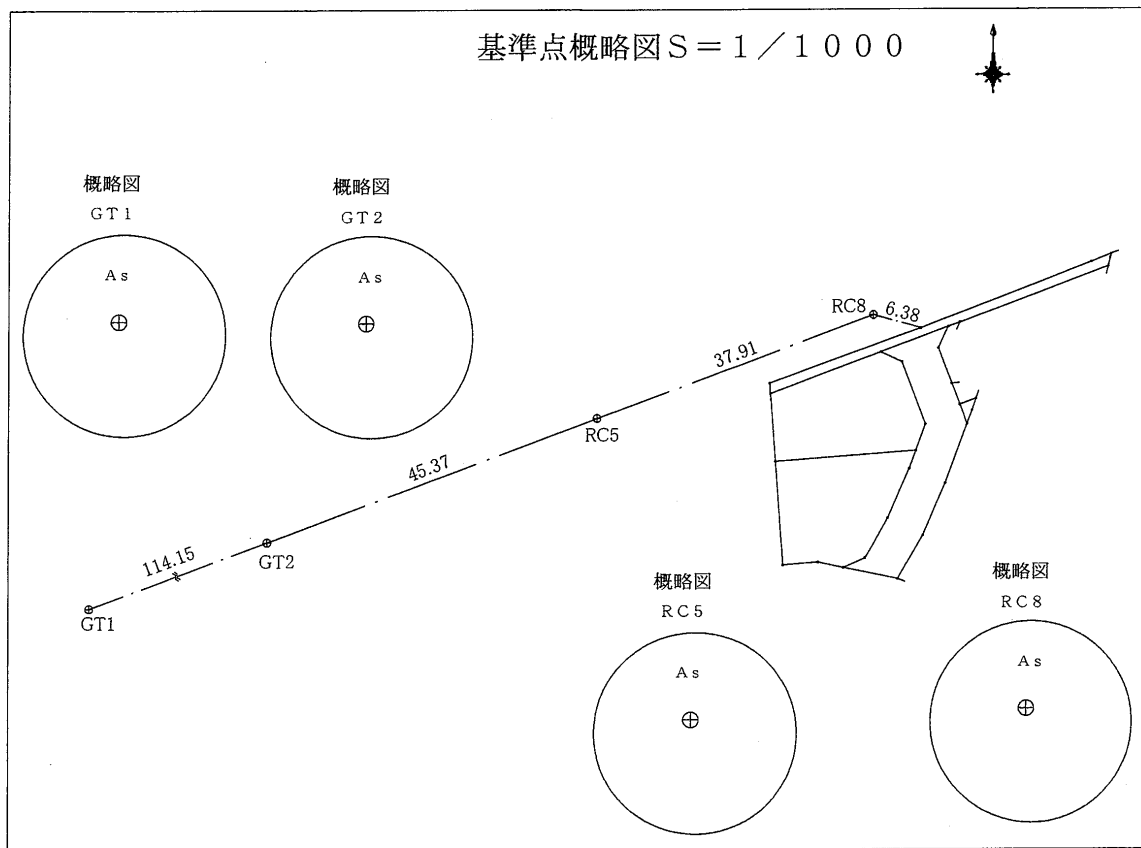 基準点概略図S=1/1000
概略図
GT1
As
概略図
GT2
As
RC8
6.38
37.91
RC5
45.37
GT2
114.15
GT1
概略図
RC5
As
概略図
RC8
As